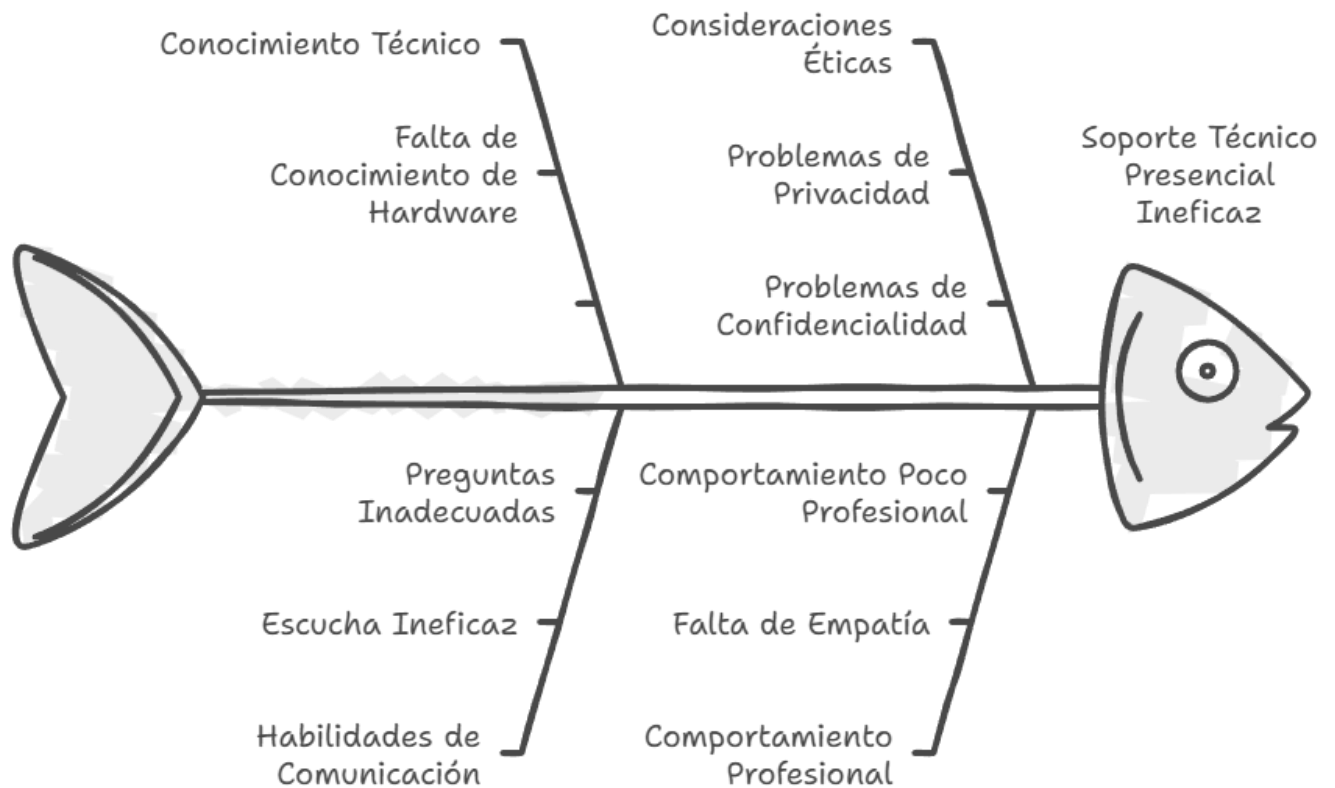 Conocimiento Técnico
Falta de
Conocimiento de
Hardware
Consideraciones
Éticas
Problemas de
Privacidad
Problemas de
Confidencialidad
Soporte Técnico
Presencial
Ineficaz
Preguntas
Inadecuadas
Escucha Ineficaz
Habilidades de
Comunicación
Comportamiento Poco
Profesional
Falta de Empatía
Comportamiento
Profesional